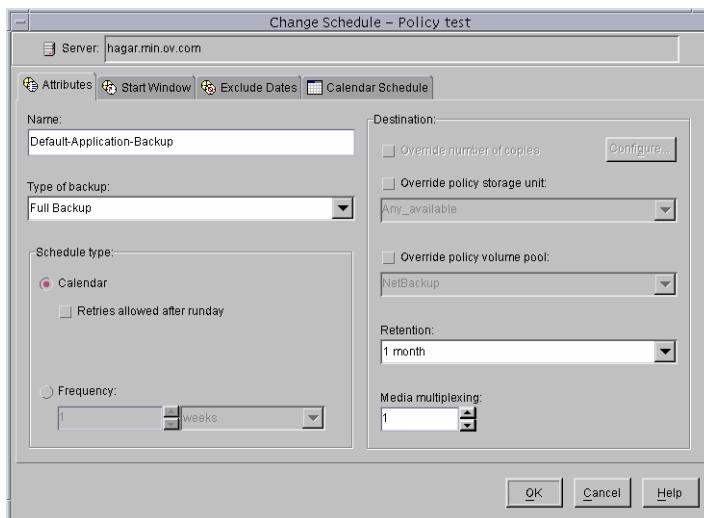 Change Schedule – Policy test
Server: hagar.min.ov.com
Attributes
Start Window
Exclude Dates
Calendar Schedule
Name:
Default-Application-Backup
Type of backup:
Full Backup
Schedule type:
Calendar
Retries allowed after runday
Frequency:
1 weeks
Destination:
Override number of copies
Configure...
Override policy storage unit:
Any_available
Override policy volume pool:
NetBackup
Retention:
1 month
Media multiplexing:
1
OK
Cancel
Help